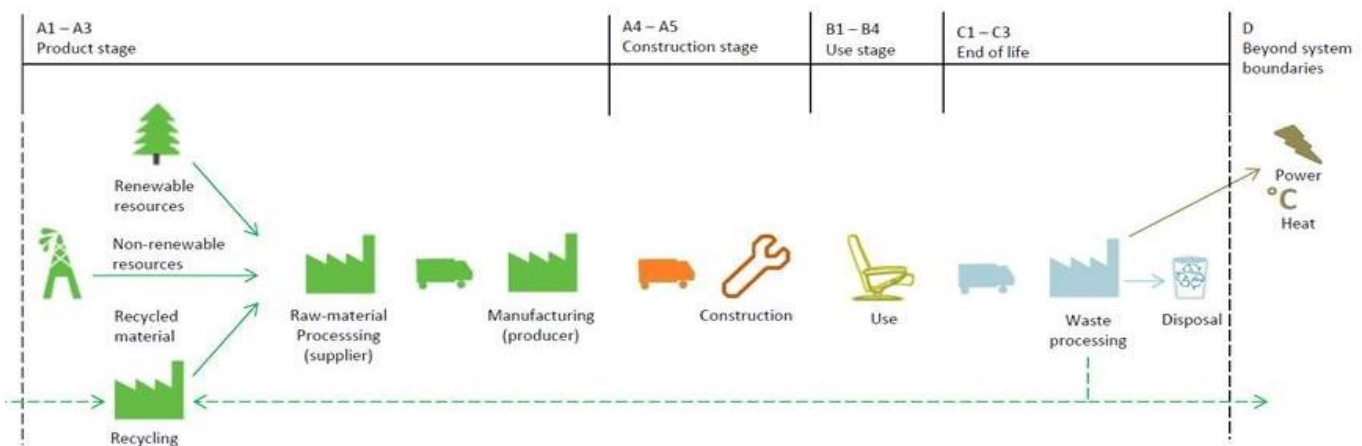 A1 – A3
Product stage
A4 – A5
Construction stage
B1 – B4
Use stage
C1 – C3
End of life
D
Beyond system
boundaries
Renewable
resources
Non-renewable
resources
Recycled
material
Recycling
Raw-material
Processsing
(supplier)
Manufacturing
(producer)
Construction
Use
Waste
processing
Disposal
Power
°C
Heat